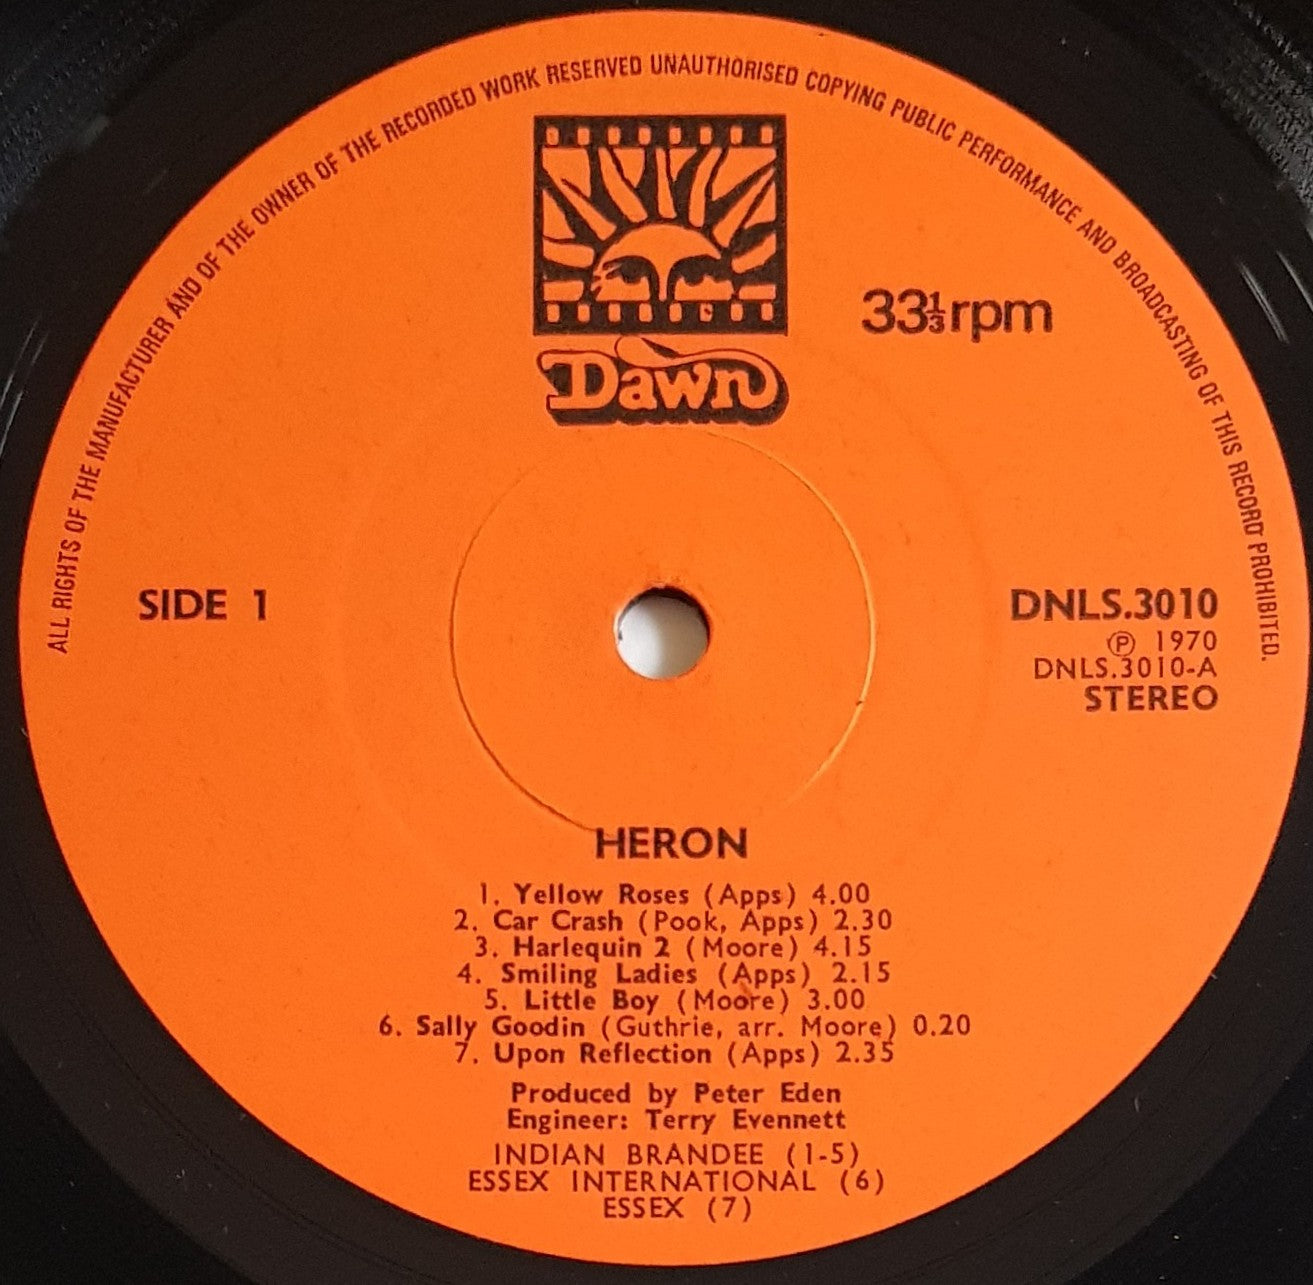 ALL RIGHTS OF THE MANUFACTURER AND OF THE OWNER OF THE RECORDED WORK RESERVED UNAUTHORISED COPYING PUBLIC PERFORMANCE AND BROADCASTING OF THIS RECORD PROHIBITED.
33⅓rpm
Dawn
SIDE 1
DNLS.3010
Ⓟ 1970
DNLS.3010-A
STEREO
HERON
1. Yellow Roses (Apps) 4.00
2. Car Crash (Pook, Apps) 2.30
3. Harlequin 2 (Moore) 4.15
4. Smiling Ladies (Apps) 2.15
5. Little Boy (Moore) 3.00
6. Sally Goodin (Guthrie, arr. Moore) 0.20
7. Upon Reflection (Apps) 2.35
Produced by Peter Eden
Engineer: Terry Evennett
INDIAN BRANDEE (1-5)
ESSEX INTERNATIONAL (6)
ESSEX (7)